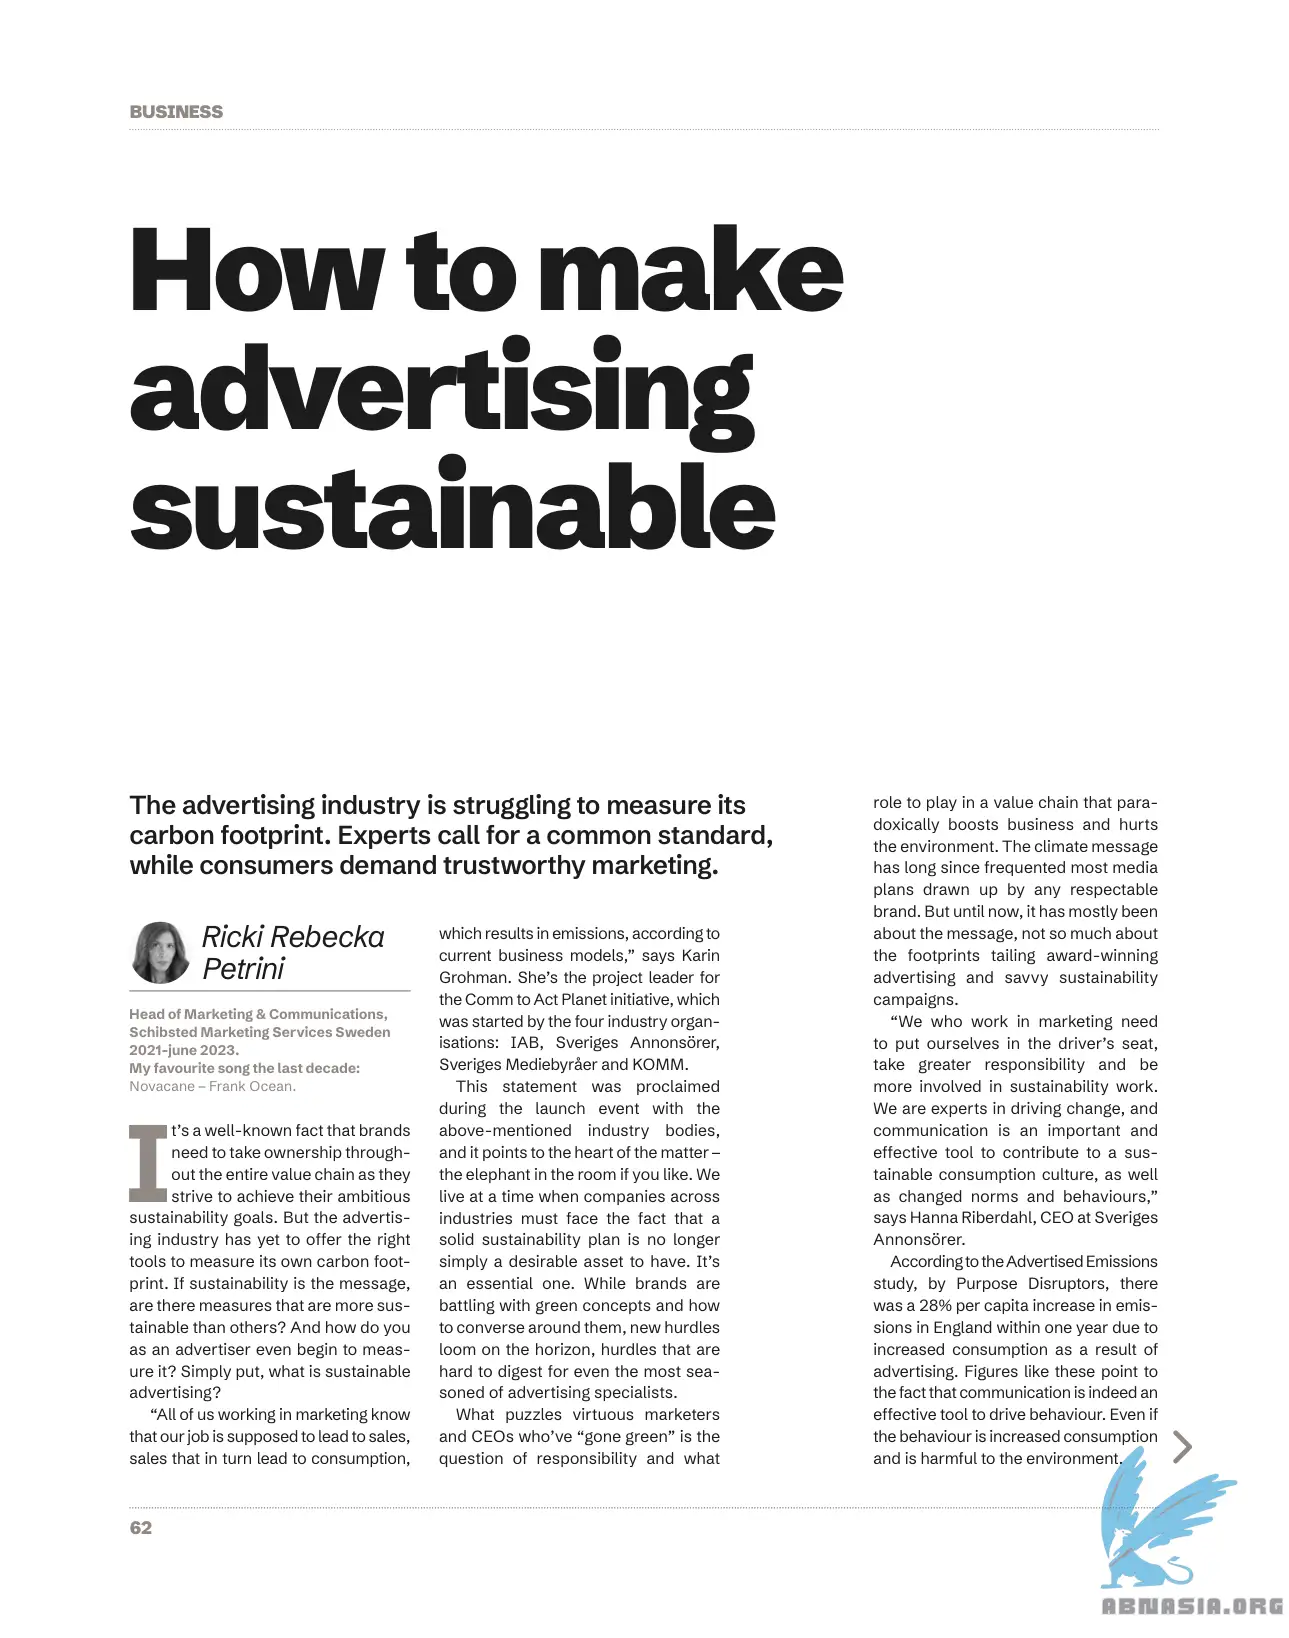 BUSINESS
How to make
advertising
sustainable
The advertising industry is struggling to measure its
carbon footprint. Experts call for a common standard,
while consumers demand trustworthy marketing.
Ricki Rebecka
Petrini
Head of Marketing & Communications,
Schibsted Marketing Services Sweden
2021-june 2023.
My favourite song the last decade:
Novacane – Frank Ocean.
It's a well-known fact that brands
need to take ownership through-
out the entire value chain as they
strive to achieve their ambitious
sustainability goals. But the advertis-
ing industry has yet to offer the right
tools to measure its own carbon foot-
print. If sustainability is the message,
are there measures that are more sus-
tainable than others? And how do you
as an advertiser even begin to meas-
ure it? Simply put, what is sustainable
advertising?
“All of us working in marketing know
that our job is supposed to lead to sales,
sales that in turn lead to consumption,
which results in emissions, according to
current business models,” says Karin
Grohman. She’s the project leader for
the Comm to Act Planet initiative, which
was started by the four industry organ-
isations: IAB, Sveriges Annonsörer,
Sveriges Mediebyråer and KOMM.
This statement was proclaimed
during the launch event with the
above-mentioned industry bodies,
and it points to the heart of the matter –
the elephant in the room if you like. We
live at a time when companies across
industries must face the fact that a
solid sustainability plan is no longer
simply a desirable asset to have. It’s
an essential one. While brands are
battling with green concepts and how
to converse around them, new hurdles
loom on the horizon, hurdles that are
hard to digest for even the most sea-
soned of advertising specialists.
What puzzles virtuous marketers
and CEOs who’ve “gone green” is the
question of responsibility and what
role to play in a value chain that para-
doxically boosts business and hurts
the environment. The climate message
has long since frequented most media
plans drawn up by any respectable
brand. But until now, it has mostly been
about the message, not so much about
the footprints tailing award-winning
advertising and savvy sustainability
campaigns.
“We who work in marketing need
to put ourselves in the driver’s seat,
take greater responsibility and be
more involved in sustainability work.
We are experts in driving change, and
communication is an important and
effective tool to contribute to a sus-
tainable consumption culture, as well
as changed norms and behaviours,”
says Hanna Riberdahl, CEO at Sveriges
Annonsörer.
According to the Advertised Emissions
study, by Purpose Disruptors, there
was a 28% per capita increase in emis-
sions in England within one year due to
increased consumption as a result of
advertising. Figures like these point to
the fact that communication is indeed an
effective tool to drive behaviour. Even if
the behaviour is increased consumption
and is harmful to the environment.
62
ABNASIA.ORG